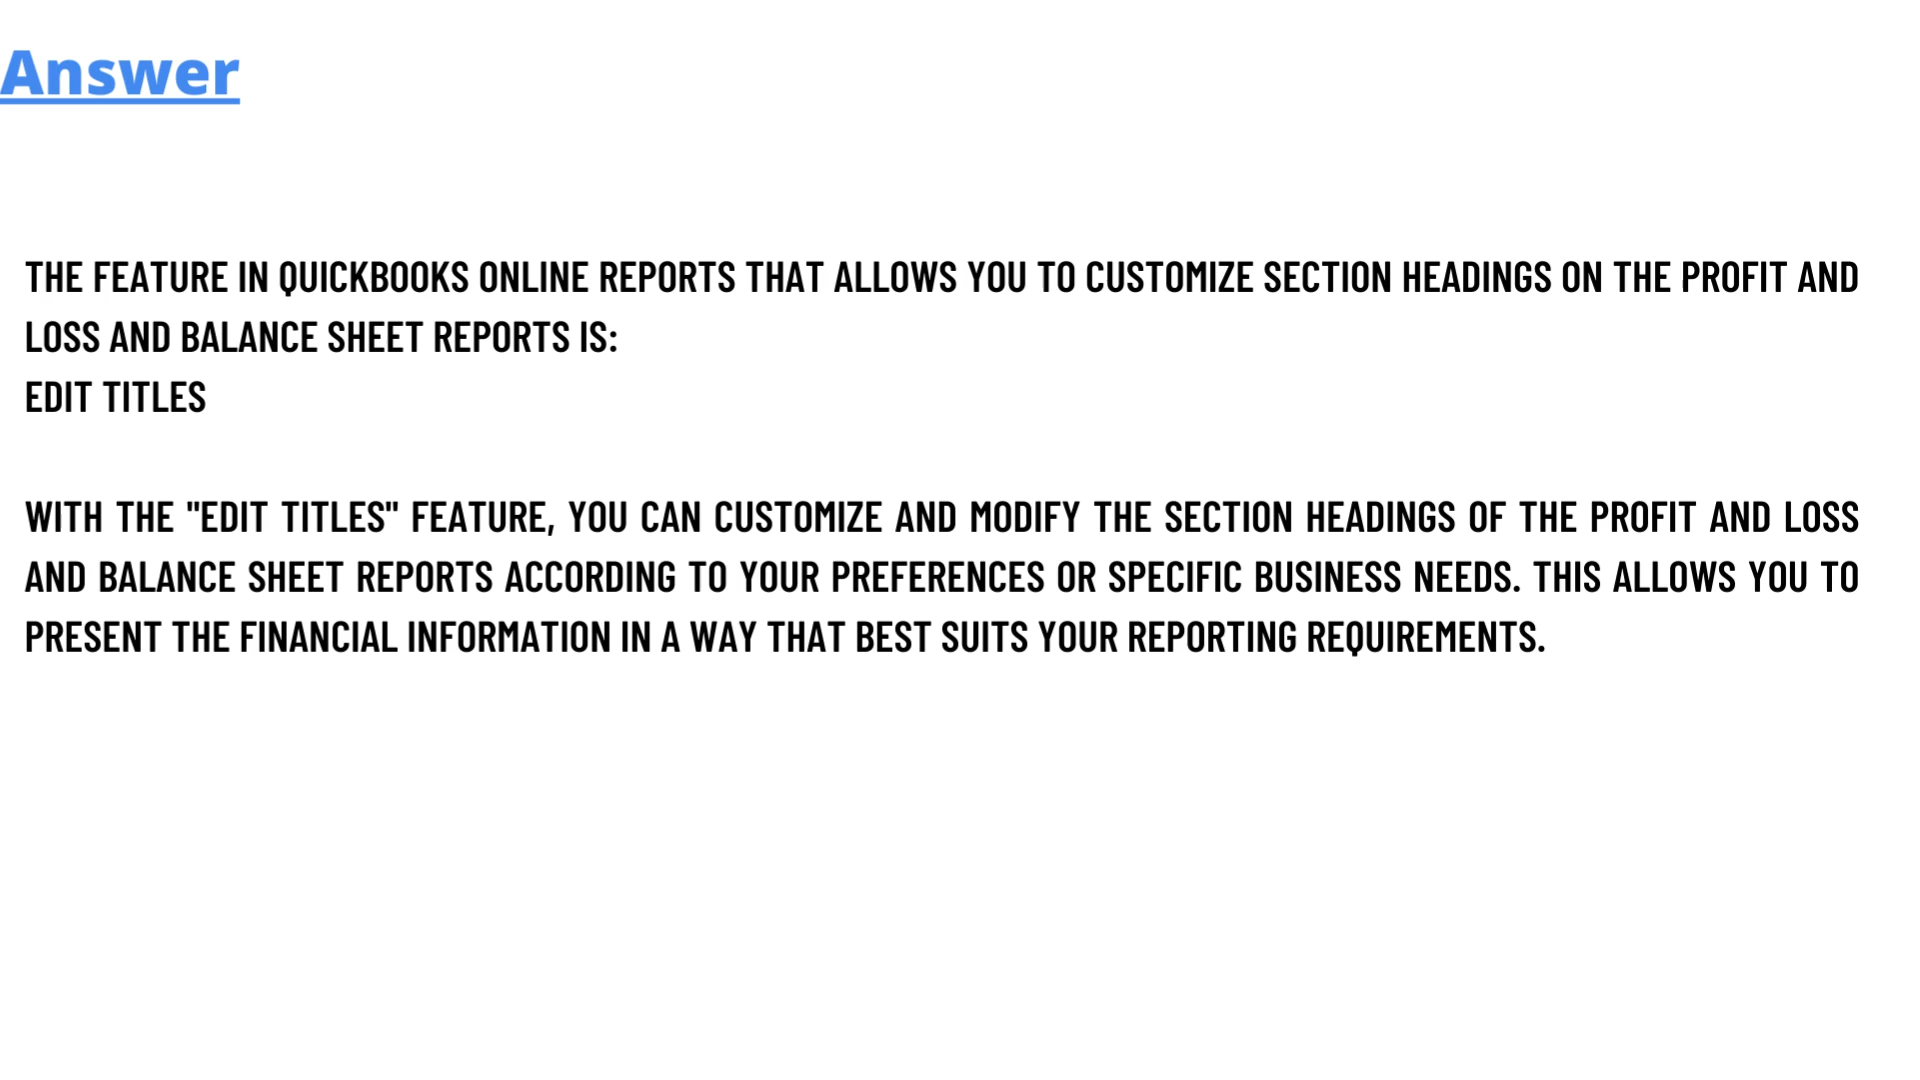 Answer
THE FEATURE IN QUICKBOOKS ONLINE REPORTS THAT ALLOWS YOU TO CUSTOMIZE SECTION HEADINGS ON THE PROFIT AND
LOSS AND BALANCE SHEET REPORTS IS:
EDIT TITLES
WITH THE "EDIT TITLES" FEATURE, YOU CAN CUSTOMIZE AND MODIFY THE SECTION HEADINGS OF THE PROFIT AND LOSS
AND BALANCE SHEET REPORTS ACCORDING TO YOUR PREFERENCES OR SPECIFIC BUSINESS NEEDS. THIS ALLOWS YOU TO
PRESENT THE FINANCIAL INFORMATION IN A WAY THAT BEST SUITS YOUR REPORTING REQUIREMENTS.